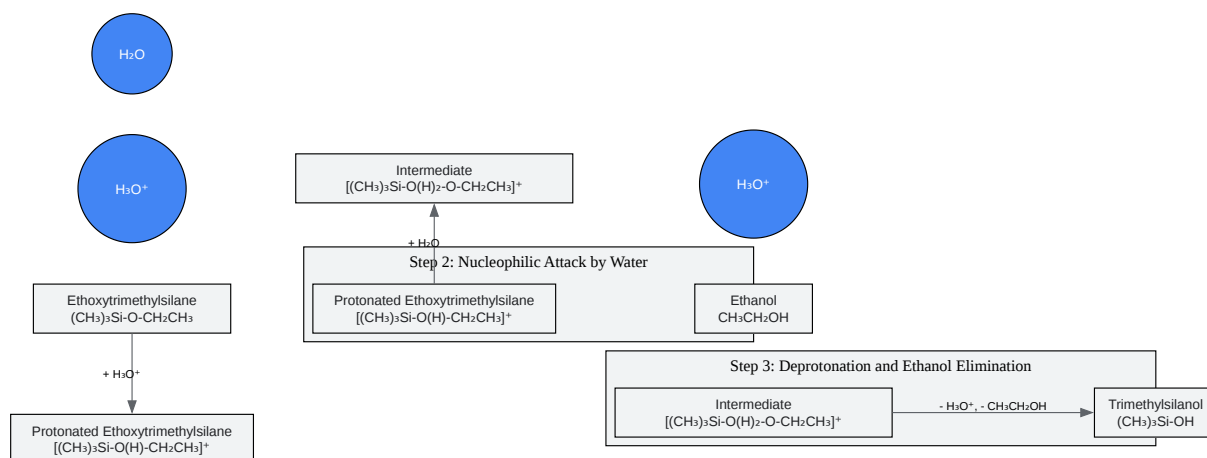 H₂O
H₃O⁺
Ethoxytrimethylsilane
(CH₃)₃Si-O-CH₂CH₃
+ H₃O⁺
Protonated Ethoxytrimethylsilane
[(CH₃)₃Si-O(H)-CH₂CH₃]⁺
Intermediate
[(CH₃)₃Si-O(H)₂-O-CH₂CH₃]⁺
+ H₂O
Step 2: Nucleophilic Attack by Water
Protonated Ethoxytrimethylsilane
[(CH₃)₃Si-O(H)-CH₂CH₃]⁺
H₃O⁺
Ethanol
CH₃CH₂OH
Step 3: Deprotonation and Ethanol Elimination
Intermediate
[(CH₃)₃Si-O(H)₂-O-CH₂CH₃]⁺
- H₃O⁺, - CH₃CH₂OH
Trimethylsilanol
(CH₃)₃Si-OH